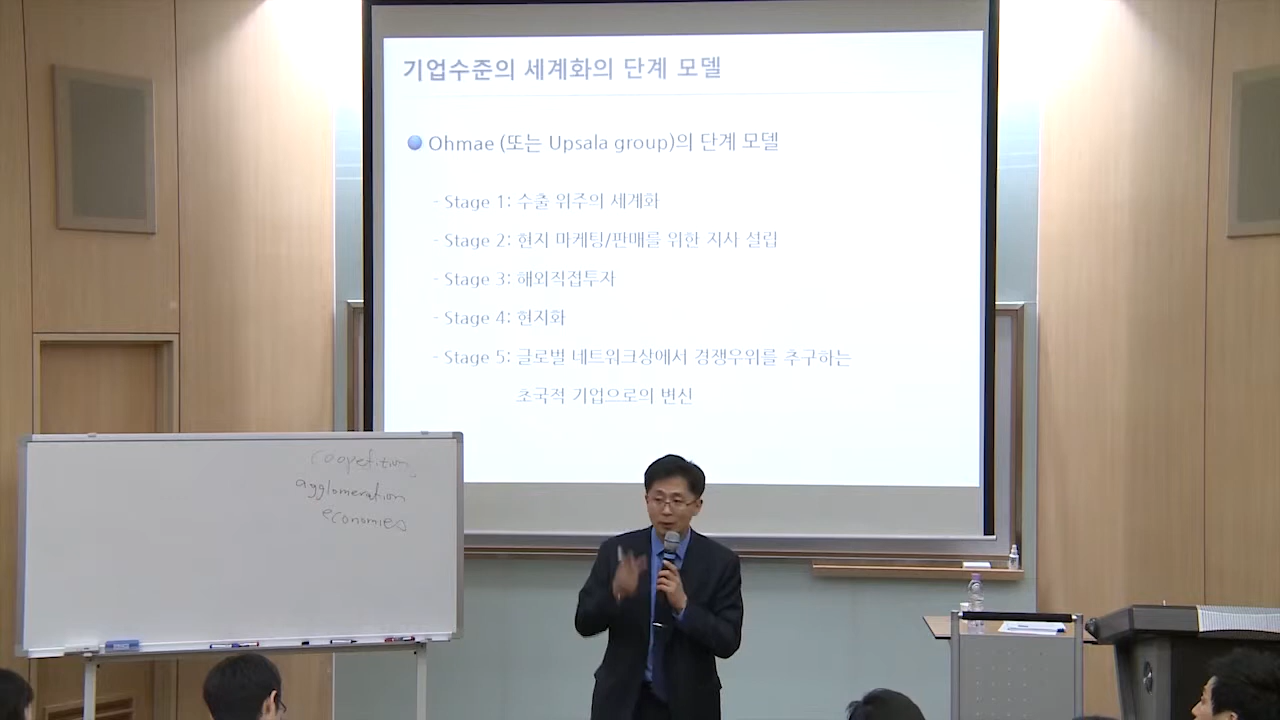 기업수준의 세계화의 단계 모델
Ohmae (또는 Upsala group)의 단계 모델
- Stage 1: 수출 위주의 세계화
- Stage 2: 현지 마케팅/판매를 위한 지사 설립
- Stage 3: 해외직접투자
- Stage 4: 현지화
- Stage 5: 글로벌 네트워크상에서 경쟁우위를 추구하는
초국적 기업으로의 변신
coopetition
agglomeration
economies